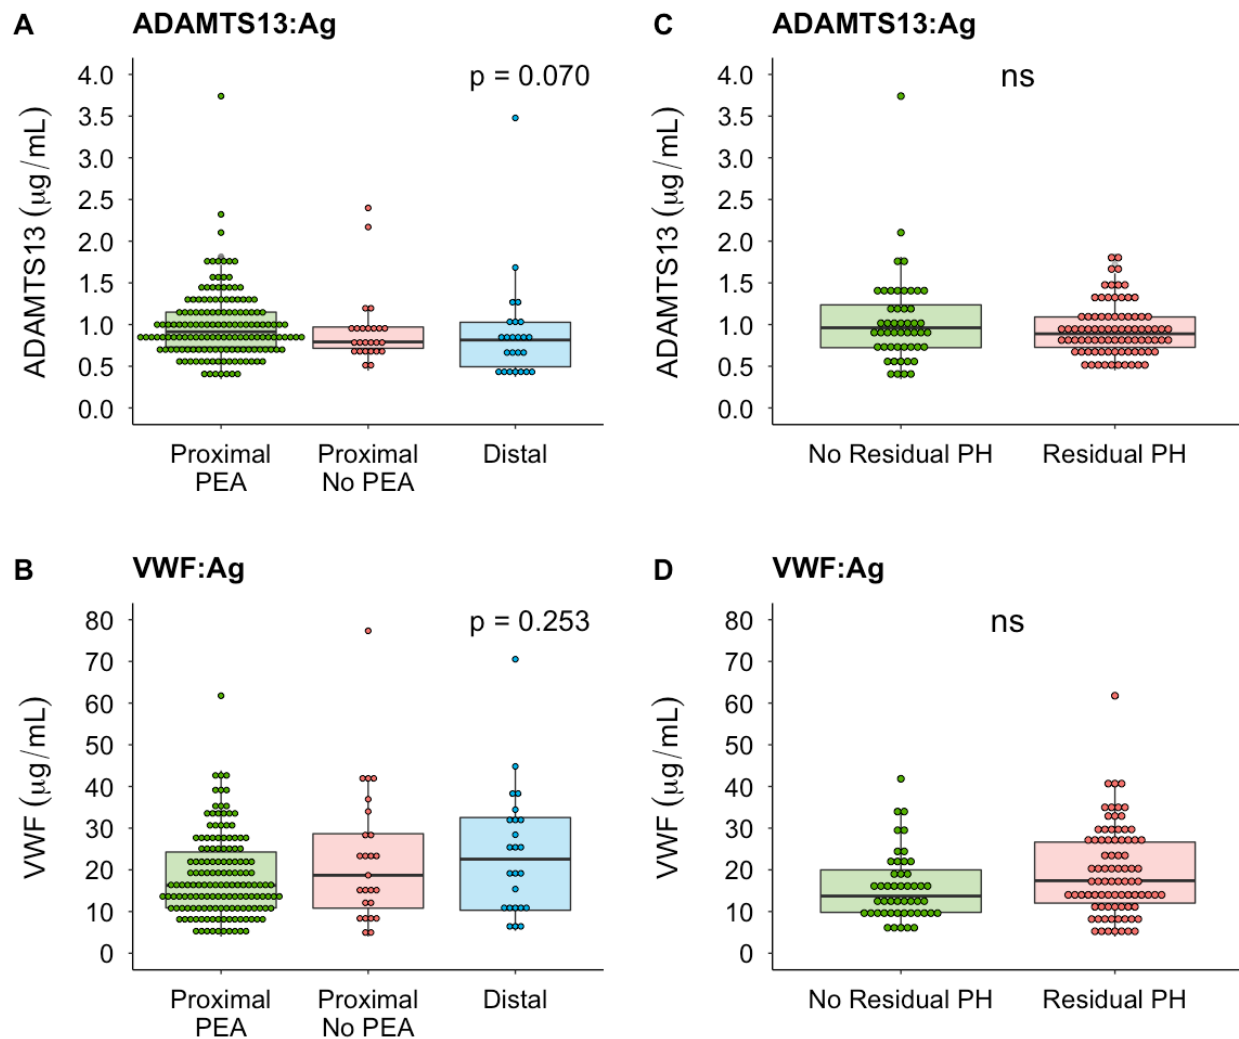 A ADAMTS13:Ag
p = 0.070
ADAMTS13 (µg/mL)
4.0
3.5
3.0
2.5
2.0
1.5
1.0
0.5
0.0
Proximal PEA
Proximal No PEA
Distal
C ADAMTS13:Ag
ns
ADAMTS13 (µg/mL)
4.0
3.5
3.0
2.5
2.0
1.5
1.0
0.5
0.0
No Residual PH
Residual PH
B VWF:Ag
p = 0.253
VWF (µg/mL)
80
70
60
50
40
30
20
10
0
Proximal PEA
Proximal No PEA
Distal
D VWF:Ag
ns
VWF (µg/mL)
80
70
60
50
40
30
20
10
0
No Residual PH
Residual PH